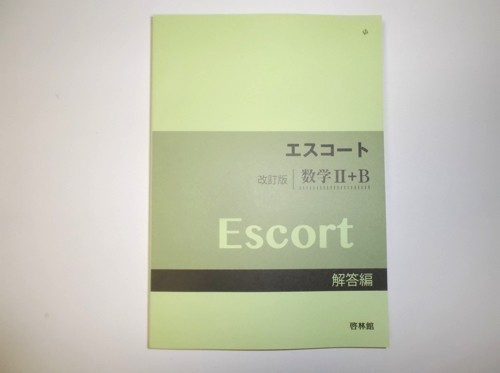 エスコート
改訂版 数学II+B
Escort
解答編
啓林館